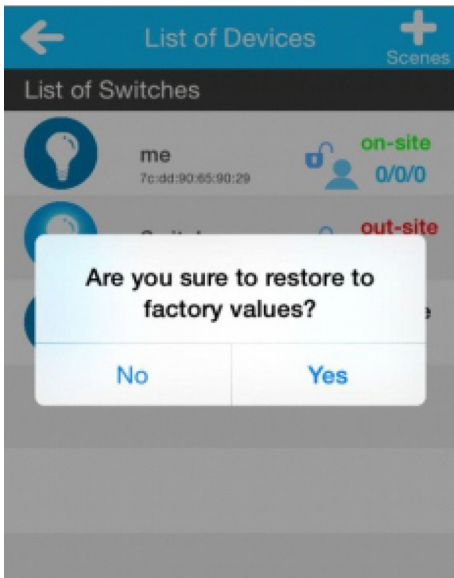 List of Devices
Scenes
List of Switches
me
on-site
7c:dd:90:65:90:29
0/0/0
out-site
Are you sure to restore to
factory values?
No
Yes